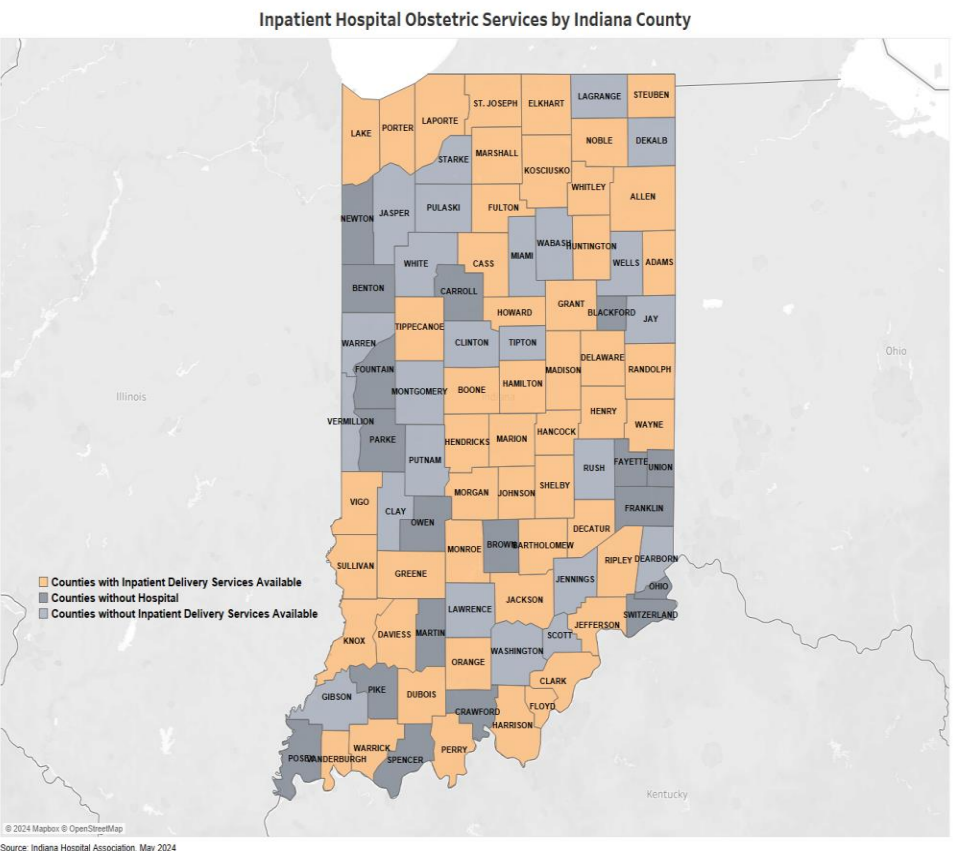 Inpatient Hospital Obstetric Services by Indiana County
LAGRANGE
STEUBEN
ST. JOSEPH
ELKHART
LAPORTE
PORTER
LAKE
NOBLE
DEKALB
STARKE
MARSHALL
KOSCIUSKO
WHITLEY
ALLEN
NEWTON
JASPER
PULASKI
FULTON
MIAMI
WABASH
HUNTINGTON
WELLS
ADAMS
WHITE
CASS
BENTON
CARROLL
GRANT
BLACKFORD
JAY
HOWARD
TIPPECANOE
WARREN
CLINTON
TIPTON
Ohio
DELAWARE
MADISON
RANDOLPH
FOUNTAIN
MONTGOMERY
BOONE
HAMILTON
Illinois
HENRY
VERMILLION
WAYNE
PARKE
HENDRICKS
MARION
HANCOCK
PUTNAM
RUSH
FAYETTE
UNION
VIGO
MORGAN
JOHNSON
SHELBY
CLAY
OWEN
FRANKLIN
DECATUR
MONROE
BROWN
BARTHOLOMEW
SULLIVAN
GREENE
RIPLEY
DEARBORN
JENNINGS
OHIO
Counties with Inpatient Delivery Services Available
Counties without Hospital
Counties without Inpatient Delivery Services Available
LAWRENCE
JACKSON
SWITZERLAND
JEFFERSON
KNOX
DAVIESS
MARTIN
SCOTT
WASHINGTON
ORANGE
CLARK
GIBSON
PIKE
DUBOIS
CRAWFORD
FLOYD
HARRISON
POSEY
VANDERBURGH
WARRICK
SPENCER
PERRY
Kentucky
© 2024 Mapbox © OpenStreetMap
Source: Indiana Hospital Association, May 2024